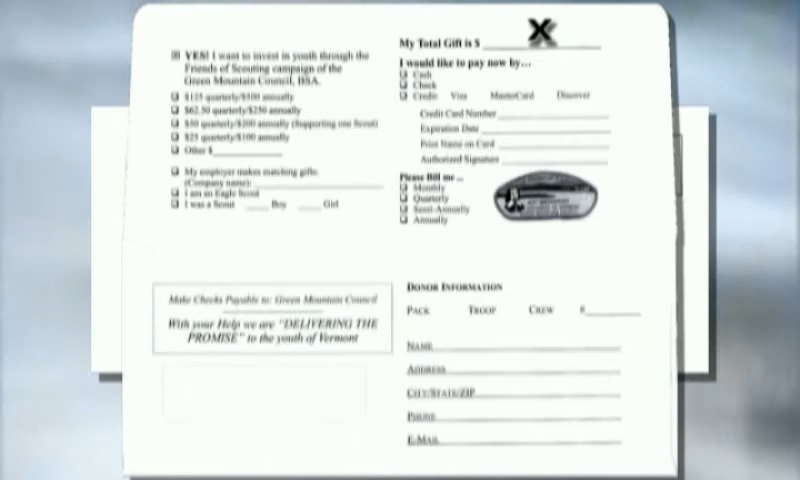 YES! I want to invest in youth through the
Friends of Scouting campaign of the
Green Mountain Council, BSA.
$125 quarterly/$500 annually
$62.50 quarterly/$250 annually
$50 quarterly/$200 annually (Supporting one Scout)
$25 quarterly/$100 annually
Other $
My employer makes matching gifts.
(Company name):
I am an Eagle Scout
I was a Scout Boy Girl
My Total Gift is $ X
I would like to pay now by...
Cash
Check
Credit: Visa MasterCard Discover
Credit Card Number
Expiration Date
Print Name on Card
Authorized Signature
Please Bill me ...
Monthly
Quarterly
Semi-Annually
Annually
Make Checks Payable to: Green Mountain Council
With your Help we are "DELIVERING THE
PROMISE" to the youth of Vermont
DONOR INFORMATION
PACK TROOP CREW #
NAME
ADDRESS
CITY/STATE/ZIP
PHONE
E-MAIL